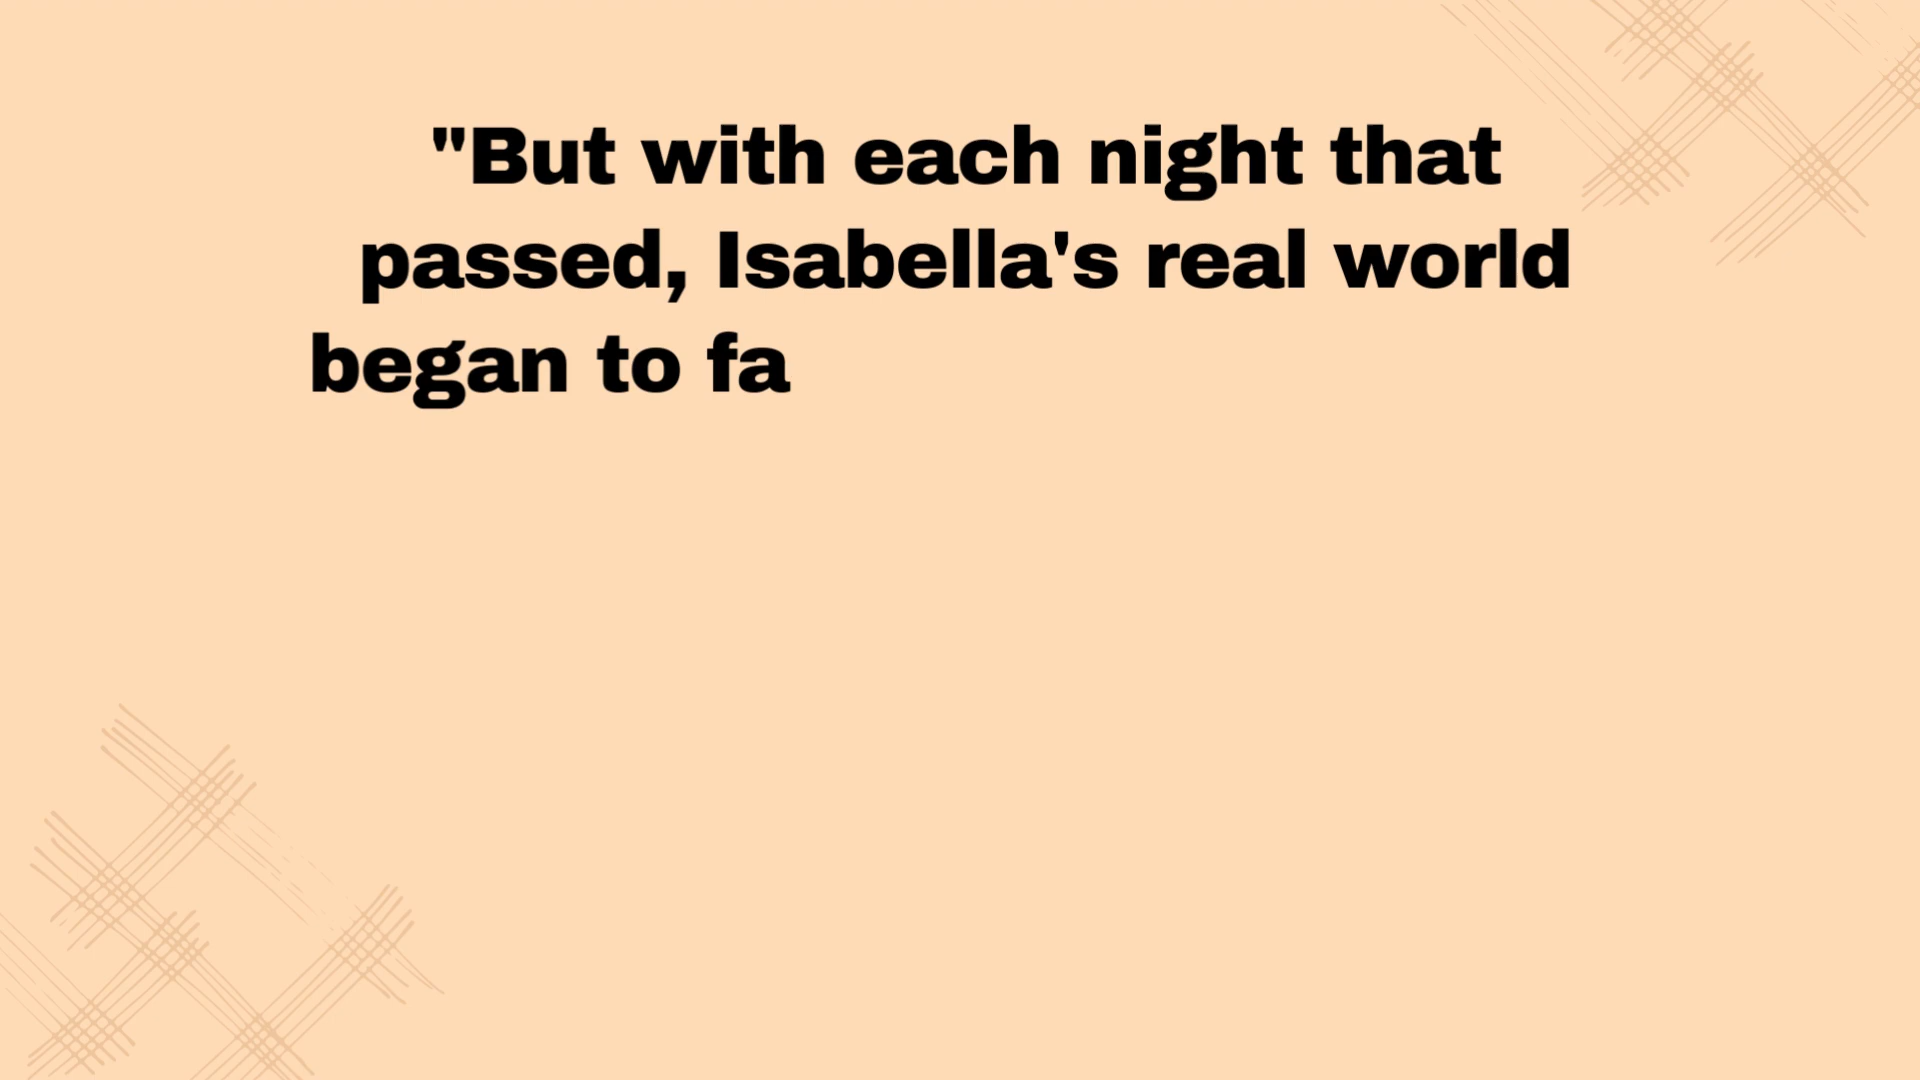 "But with each night that
passed, Isabella's real world
began to fa